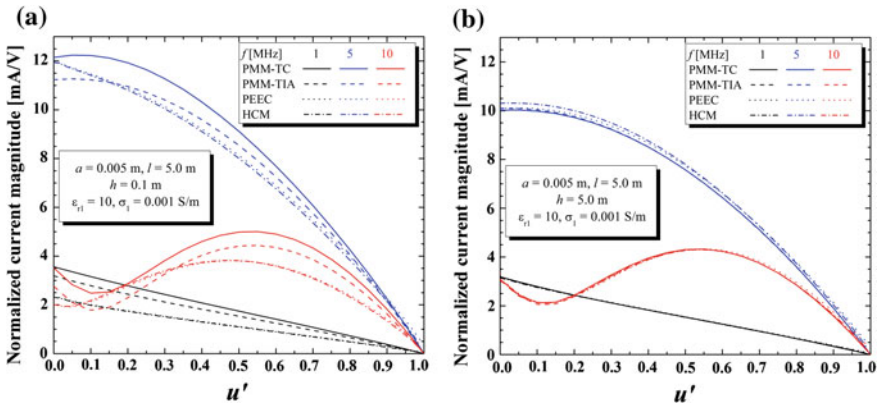 (a)
Normalized current magnitude [mA/V]
12
10
8
6
4
2
0
f [MHz] 1 5 10
PMM-TC
PMM-TIA
PEEC
HCM
a = 0.005 m, l = 5.0 m
h = 0.1 m
εr1 = 10, σ1 = 0.001 S/m
0.0 0.1 0.2 0.3 0.4 0.5 0.6 0.7 0.8 0.9 1.0
u'
(b)
Normalized current magnitude [mA/V]
14
12
10
8
6
4
2
0
f [MHz] 1 5 10
PMM-TC
PMM-TIA
PEEC
HCM
a = 0.005 m, l = 5.0 m
h = 5.0 m
εr1 = 10, σ1 = 0.001 S/m
0.0 0.1 0.2 0.3 0.4 0.5 0.6 0.7 0.8 0.9 1.0
u'